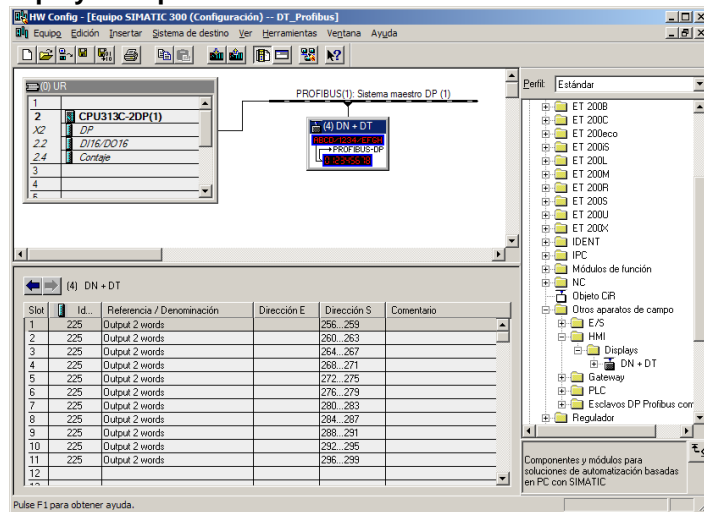 HW Config - [Equipo SIMATIC 300 (Configuración) -- DT_Profibus]
Equipo Edición Insertar Sistema de destino Ver Herramientas Ventana Ayuda
(0) UR
1
2 CPU313C-2DP(1)
X2 DP
2.2 DI16/DO16
2.4 Contaje
3
4
5
PROFIBUS(1): Sistema maestro DP (1)
(4) DN + DT
ABCD/1234/EFGH
PROFIBUS-DP
Perfil: Estándar
ET 200B
ET 200C
ET 200eco
ET 200iS
ET 200L
ET 200M
ET 200R
ET 200S
ET 200U
ET 200X
IDENT
IPC
Módulos de función
NC
Objeto CiR
Otros aparatos de campo
E/S
HMI
Displays
DN + DT
Gateway
PLC
Esclavos DP Profibus com
Regulador
Componentes y módulos para
soluciones de automatización basadas
en PC con SIMATIC
(4) DN + DT
Slot Id... Referencia / Denominación Dirección E Dirección S Comentario
1 225 Output 2 words 256...259
2 225 Output 2 words 260...263
3 225 Output 2 words 264...267
4 225 Output 2 words 268...271
5 225 Output 2 words 272...275
6 225 Output 2 words 276...279
7 225 Output 2 words 280...283
8 225 Output 2 words 284...287
9 225 Output 2 words 288...291
10 225 Output 2 words 292...295
11 225 Output 2 words 296...299
12
Pulse F1 para obtener ayuda.